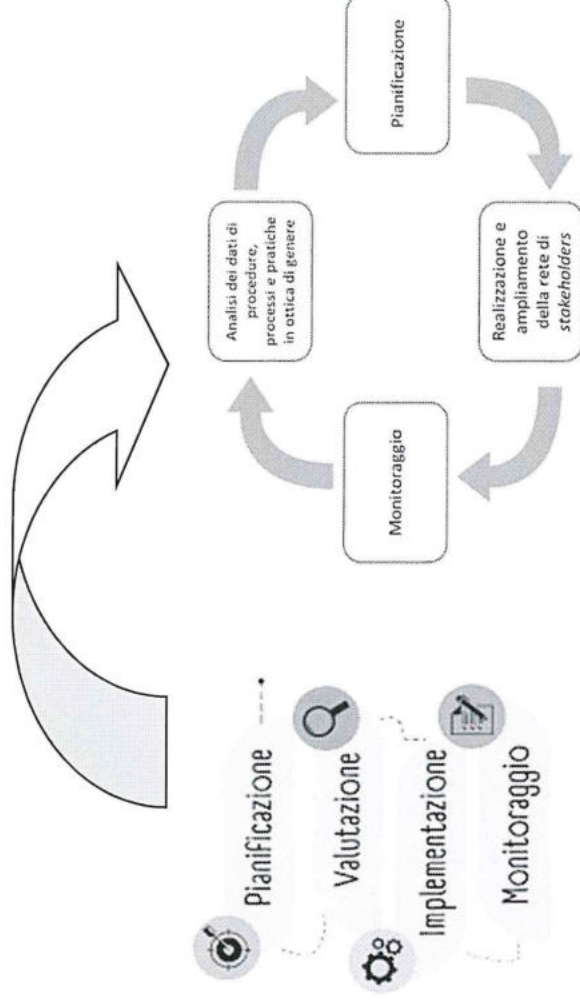 Pianificazione
Valutazione
Implementazione
Monitoraggio
Analisi dei dati di
procedure,
processi e pratiche
in ottica di genere
Pianificazione
Realizzazione e
ampliamento
della rete di
stakeholders
Monitoraggio